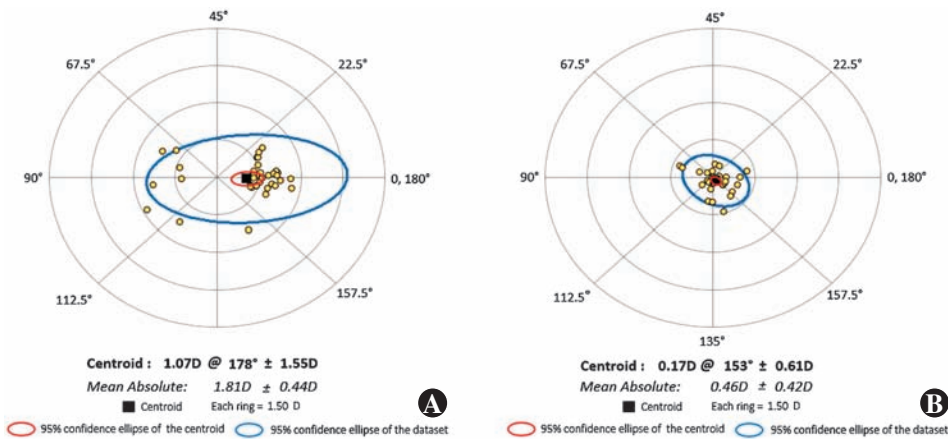 45°
67.5°
22.5°
90°
0, 180°
112.5°
157.5°
Centroid : 1.07D @ 178° ± 1.55D
Mean Absolute: 1.81D ± 0.44D
Centroid Each ring = 1.50 D
A
95% confidence ellipse of the centroid 95% confidence ellipse of the dataset
45°
67.5°
22.5°
90°
0, 180°
112.5°
157.5°
135°
Centroid : 0.17D @ 153° ± 0.61D
Mean Absolute: 0.46D ± 0.42D
Centroid Each ring = 1.50 D
B
95% confidence ellipse of the centroid 95% confidence ellipse of the dataset